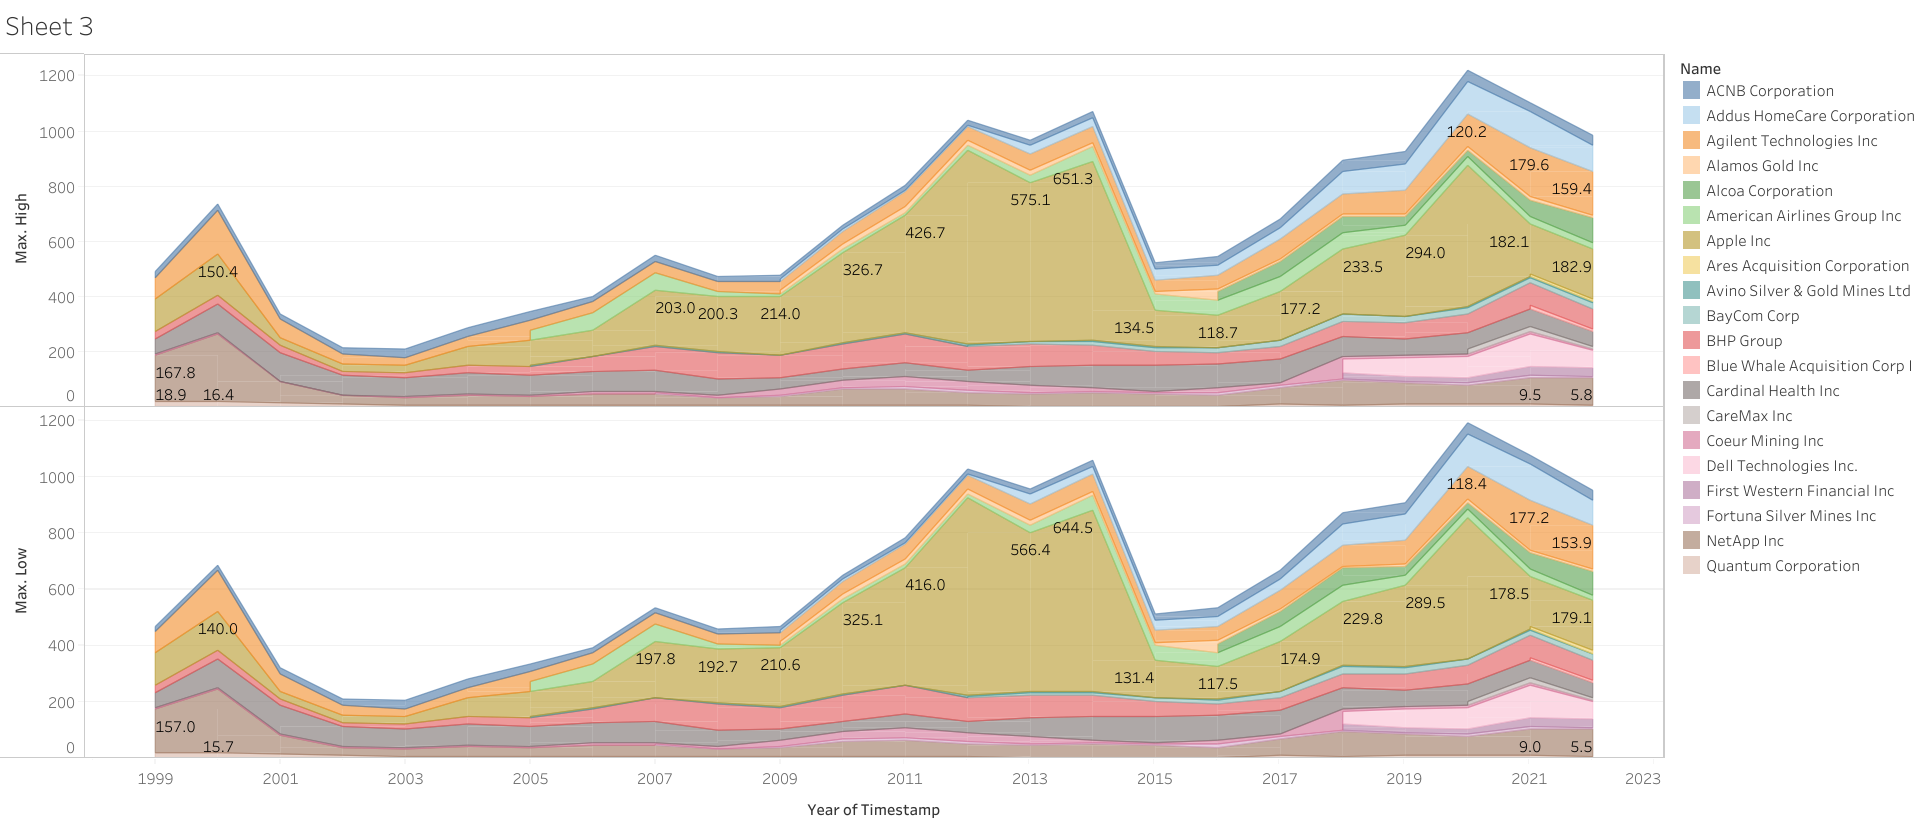 Sheet 3
1200
1000
800
600
400
200
0
Max. High
150.4
167.8
18.9
16.4
203.0
200.3
214.0
326.7
426.7
575.1
651.3
134.5
118.7
177.2
233.5
294.0
120.2
182.1
179.6
159.4
182.9
9.5
5.8
1200
1000
800
600
400
200
0
Max. Low
140.0
157.0
15.7
197.8
192.7
210.6
325.1
416.0
566.4
644.5
131.4
117.5
174.9
229.8
289.5
118.4
178.5
177.2
153.9
179.1
9.0
5.5
1999
2001
2003
2005
2007
2009
2011
2013
2015
2017
2019
2021
2023
Year of Timestamp
Name
ACNB Corporation
Addus HomeCare Corporation
Agilent Technologies Inc
Alamos Gold Inc
Alcoa Corporation
American Airlines Group Inc
Apple Inc
Ares Acquisition Corporation
Avino Silver & Gold Mines Ltd
BayCom Corp
BHP Group
Blue Whale Acquisition Corp I
Cardinal Health Inc
CareMax Inc
Coeur Mining Inc
Dell Technologies Inc.
First Western Financial Inc
Fortuna Silver Mines Inc
NetApp Inc
Quantum Corporation